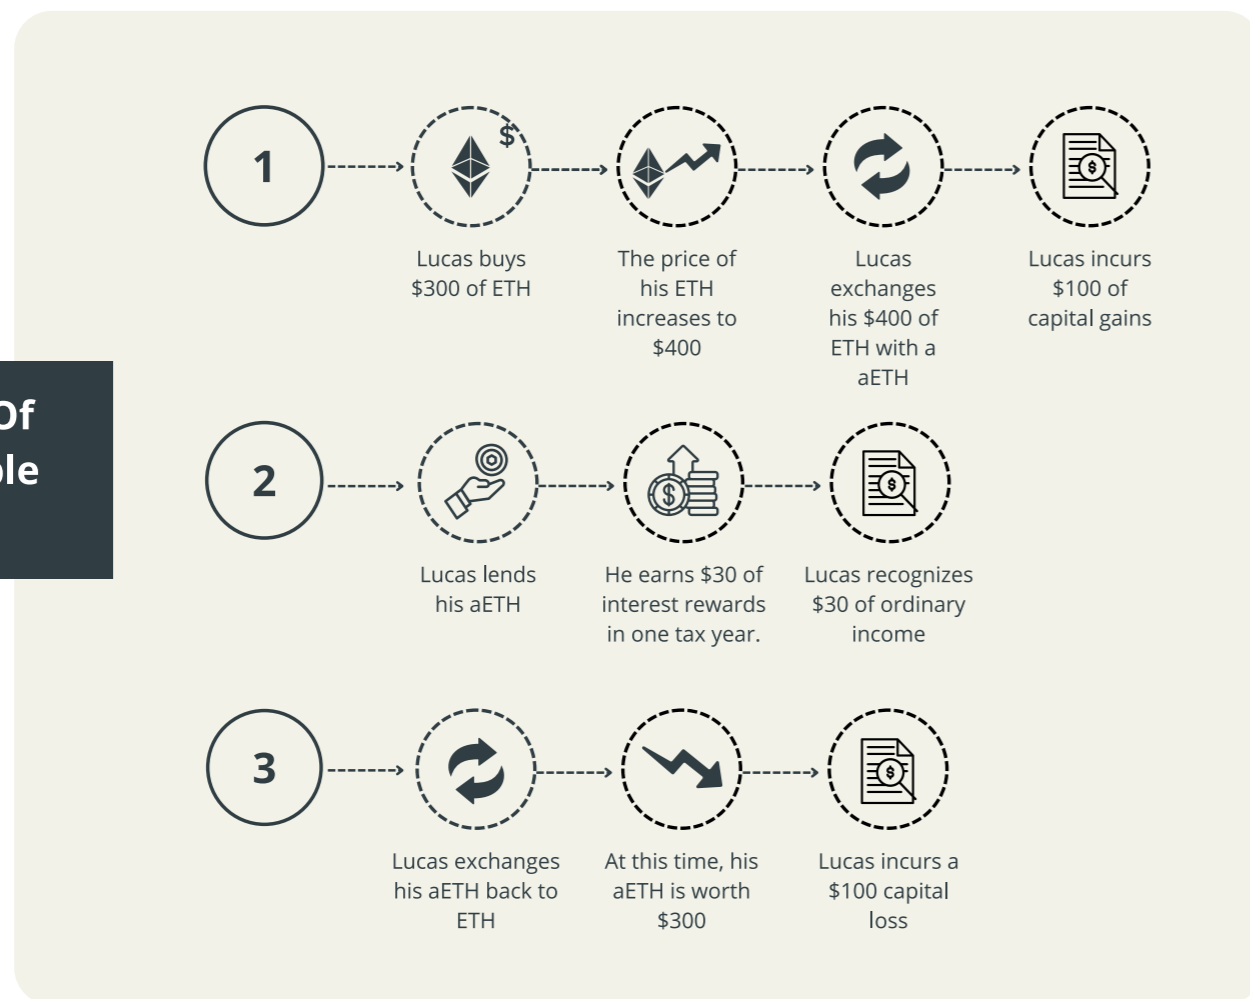 1
$
Lucas buys
$300 of ETH
The price of
his ETH
increases to
$400
Lucas
exchanges
his $400 of
ETH with a
aETH
$
Lucas incurs
$100 of
capital gains
Of
2
Lucas lends
his aETH
$
He earns $30 of
interest rewards
in one tax year.
$
Lucas recognizes
$30 of ordinary
income
3
Lucas exchanges
his aETH back to
ETH
At this time, his
aETH is worth
$300
$
Lucas incurs a
$100 capital
loss